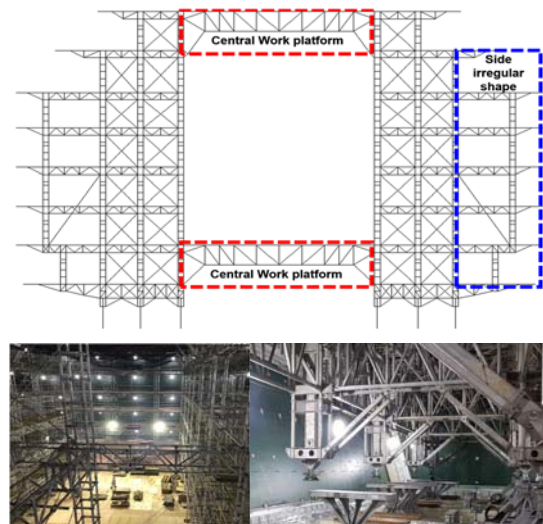 Central Work platform
Side
irregular
shape
Central Work platform